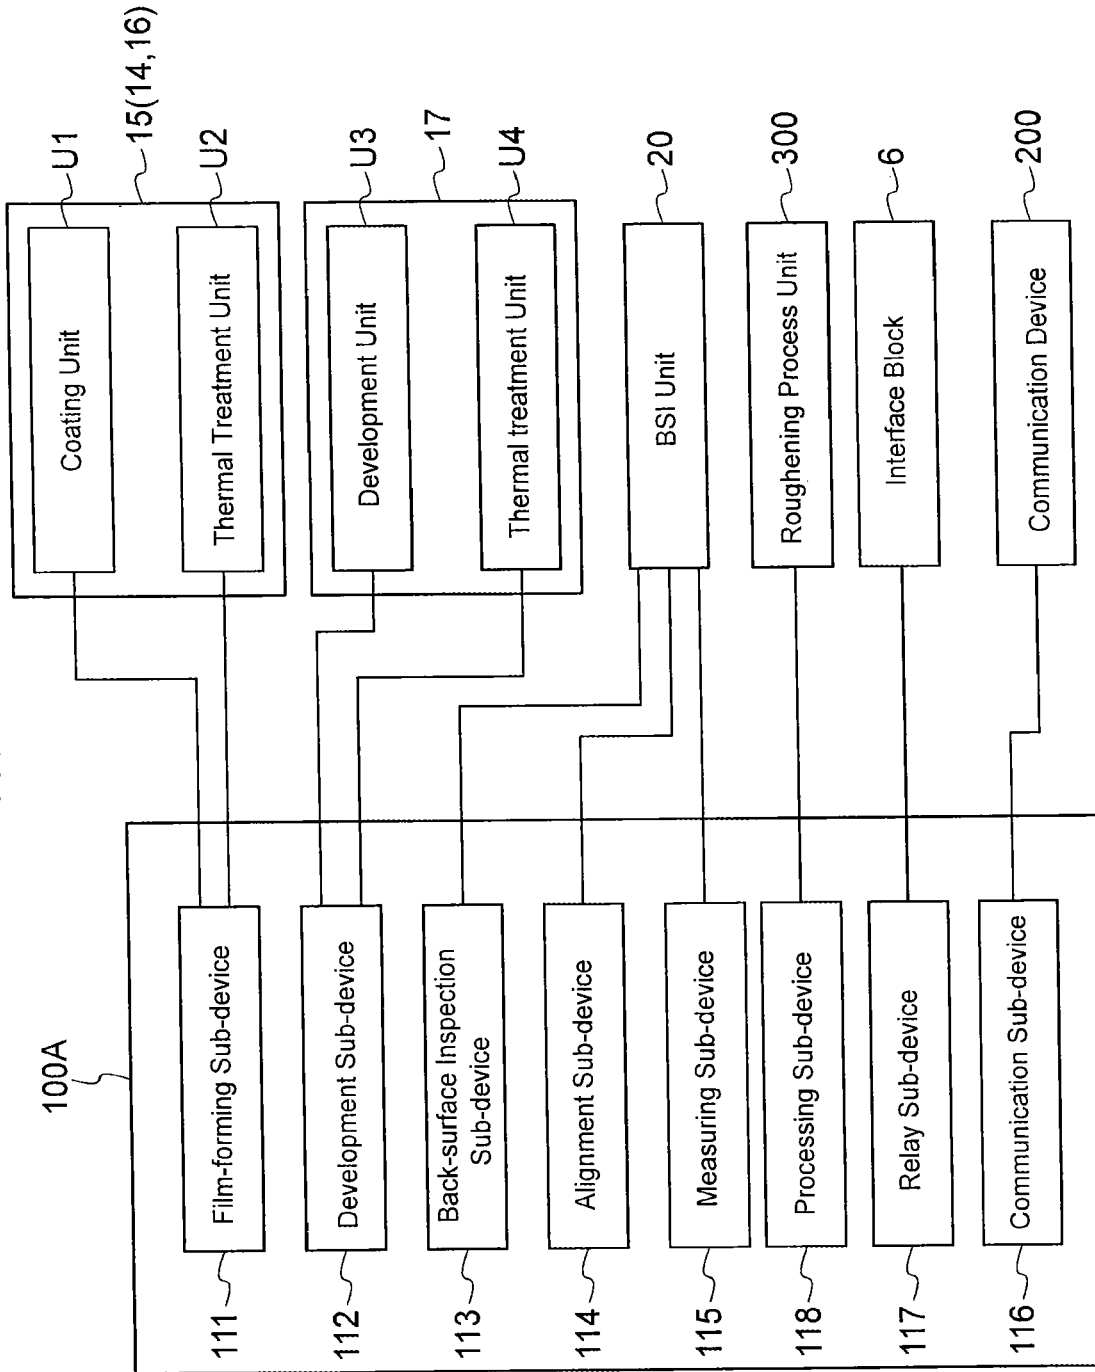 100A
111
Film-forming Sub-device
112
Development Sub-device
113
Back-surface Inspection
Sub-device
114
Alignment Sub-device
115
Measuring Sub-device
118
Processing Sub-device
117
Relay Sub-device
116
Communication Sub-device
15(14,16)
Coating Unit
U1
Thermal Treatment Unit
U2
17
Development Unit
U3
Thermal treatment Unit
U4
BSI Unit
20
Roughening Process Unit
300
Interface Block
6
Communication Device
200